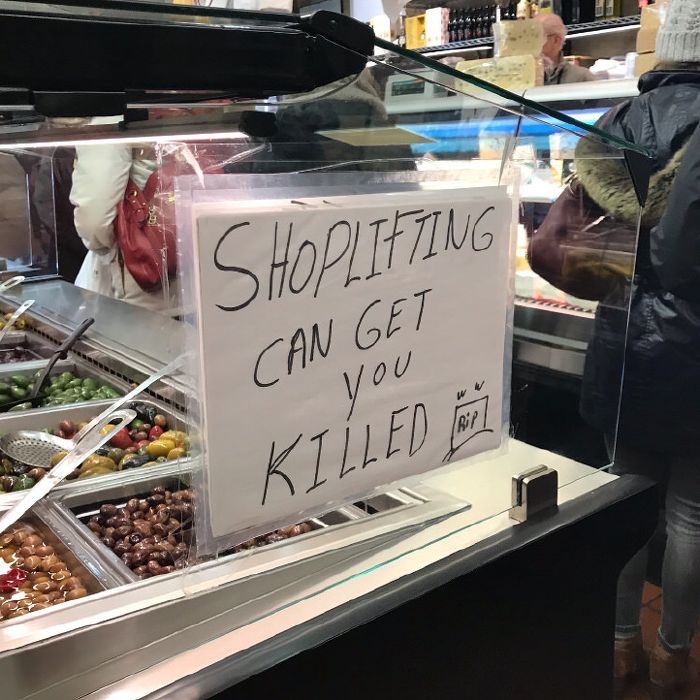 SHOPLIFTING
CAN GET
YOU
KILLED
RiP